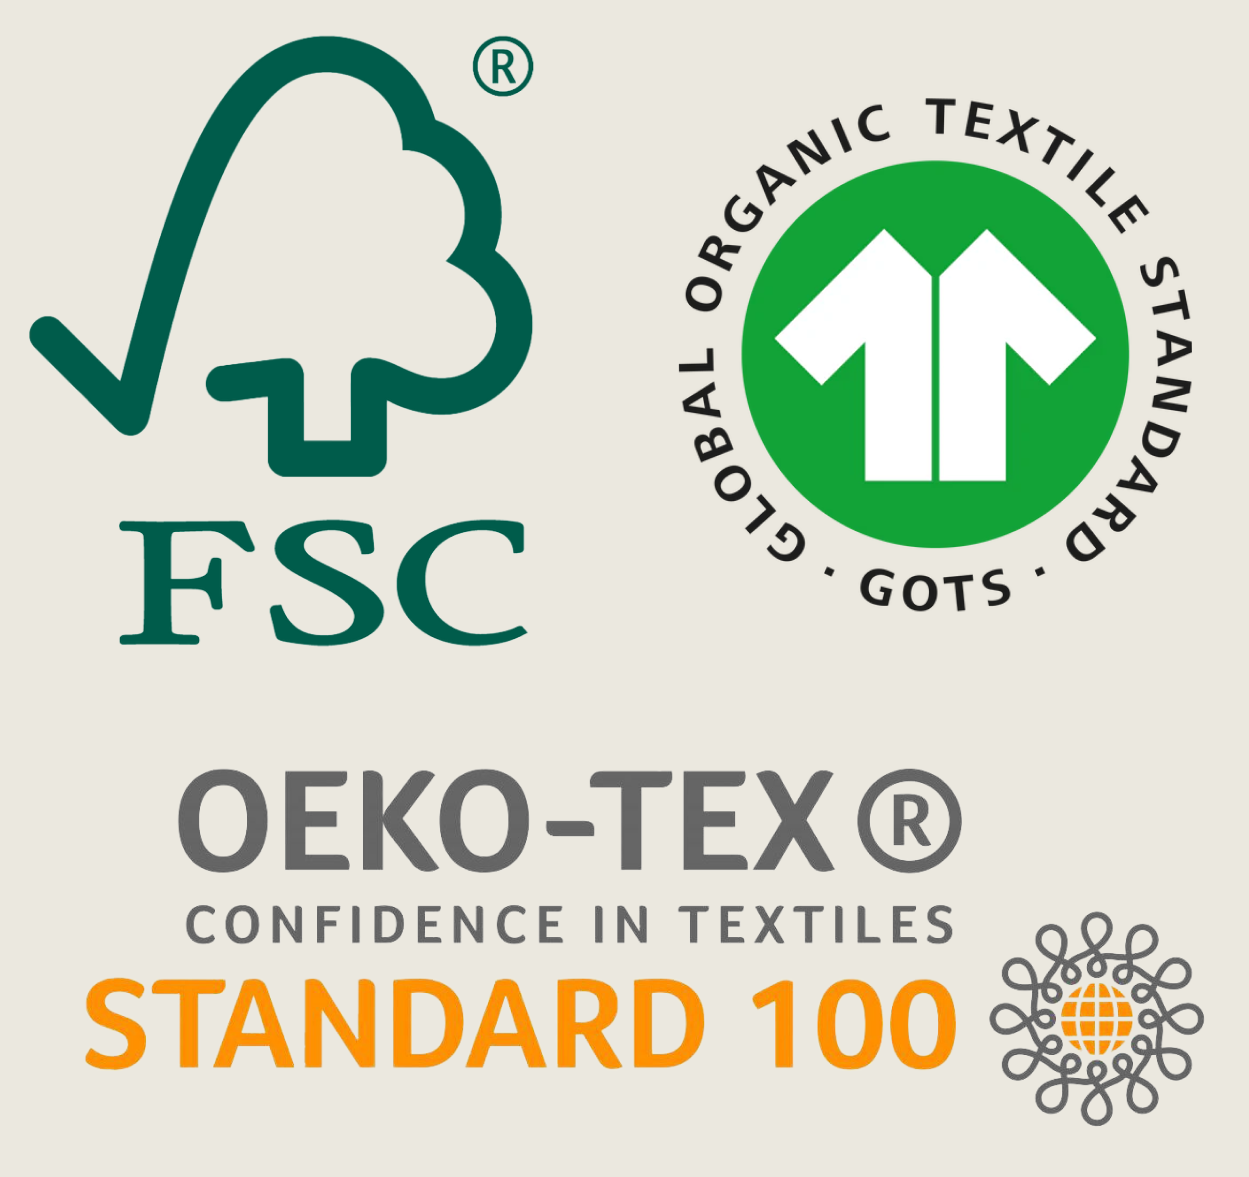 ®
FSC
GLOBAL ORGANIC TEXTILE STANDARD
· GOTS ·
OEKO-TEX®
CONFIDENCE IN TEXTILES
STANDARD 100